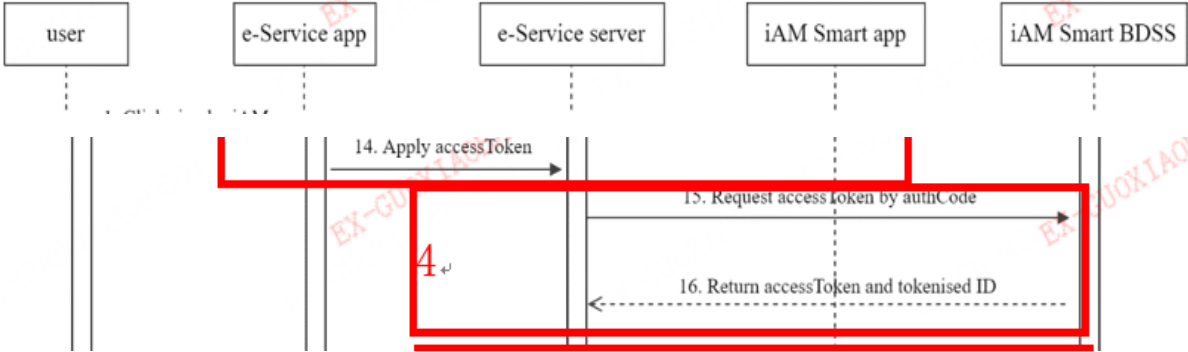 user
e-Service app
e-Service server
iAM Smart app
iAM Smart BDSS
14. Apply accessToken
15. Request accessToken by authCode
4
16. Return accessToken and tokenised ID